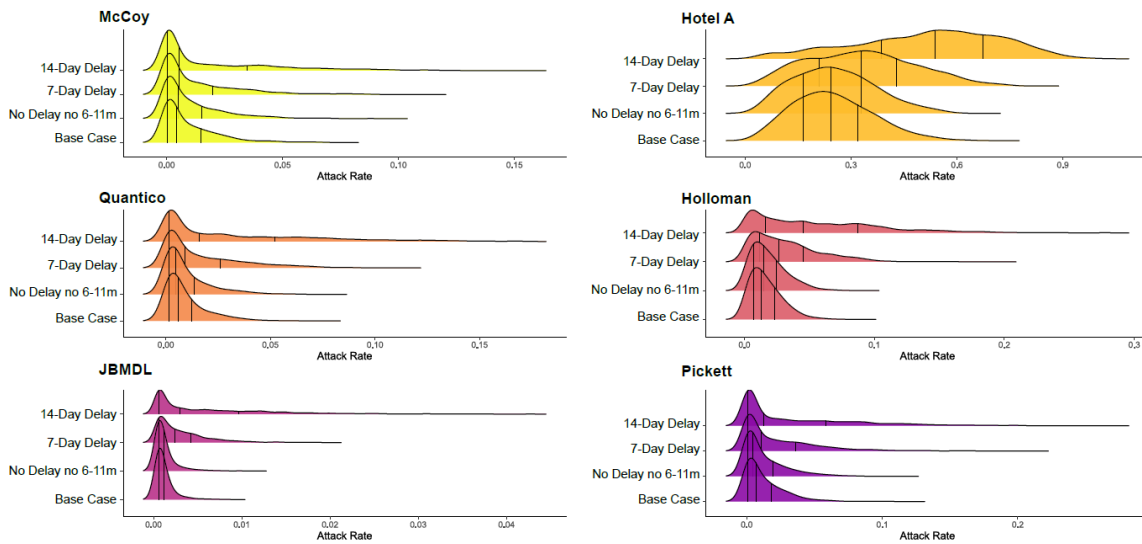 McCoy
14-Day Delay
7-Day Delay
No Delay no 6-11m
Base Case
0.00 0.05 0.10 0.15
Attack Rate
Hotel A
14-Day Delay
7-Day Delay
No Delay no 6-11m
Base Case
0.0 0.3 0.6 0.9
Attack Rate
Quantico
14-Day Delay
7-Day Delay
No Delay no 6-11m
Base Case
0.00 0.05 0.10 0.15
Attack Rate
Holloman
14-Day Delay
7-Day Delay
No Delay no 6-11m
Base Case
0.0 0.1 0.2 0.3
Attack Rate
JBMDL
14-Day Delay
7-Day Delay
No Delay no 6-11m
Base Case
0.00 0.01 0.02 0.03 0.04
Attack Rate
Pickett
14-Day Delay
7-Day Delay
No Delay no 6-11m
Base Case
0.0 0.1 0.2
Attack Rate